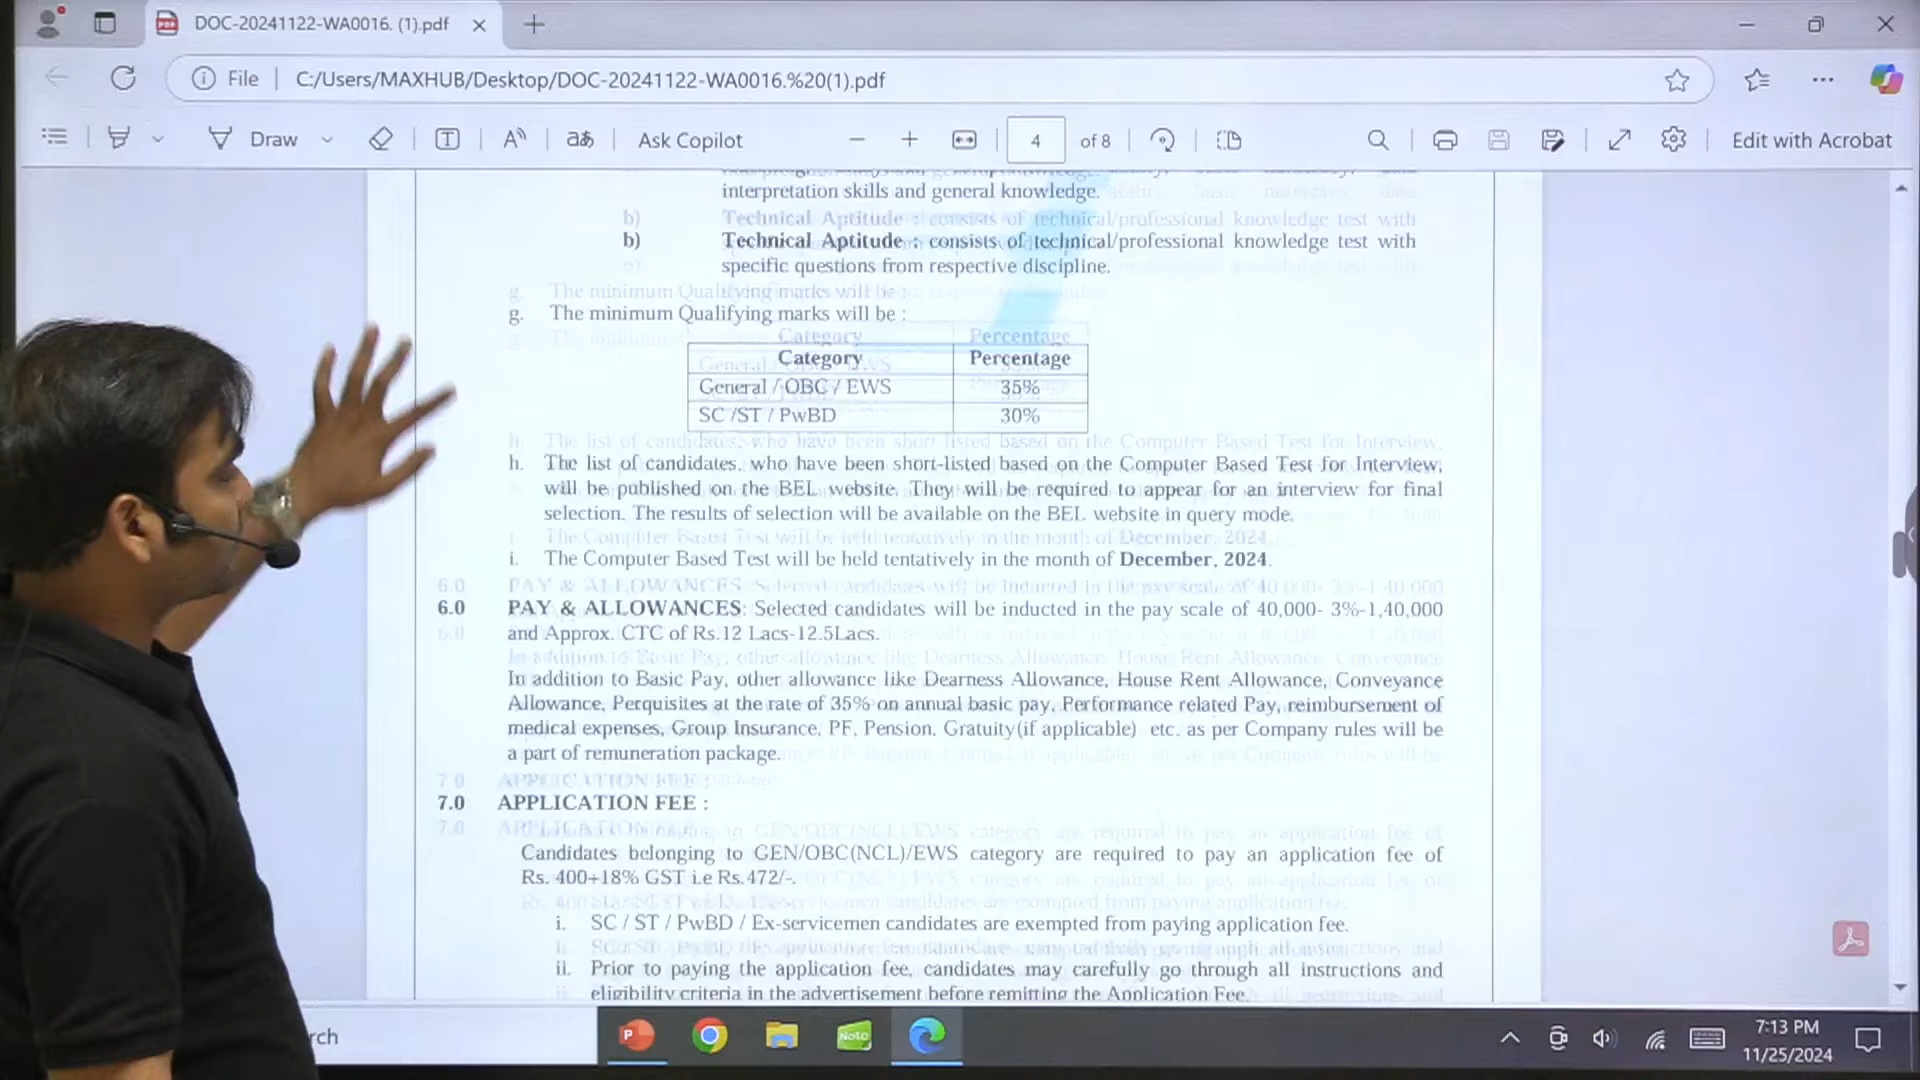 DOC-20241122-WA0016. (1).pdf
File
C:/Users/MAXHUB/Desktop/DOC-20241122-WA0016.%20(1).pdf
Draw
Ask Copilot
4 of 8
Edit with Acrobat
interpretation skills and general knowledge.
b) Technical Aptitude : consists of technical/professional knowledge test with
specific questions from respective discipline.
g. The minimum Qualifying marks will be :
Category Percentage
General / OBC / EWS 35%
SC /ST / PwBD 30%
h. The list of candidates, who have been short-listed based on the Computer Based Test for Interview,
will be published on the BEL website. They will be required to appear for an interview for final
selection. The results of selection will be available on the BEL website in query mode.
i. The Computer Based Test will be held tentatively in the month of December, 2024.
6.0 PAY & ALLOWANCES: Selected candidates will be inducted in the pay scale of 40,000- 3%-1,40,000
and Approx. CTC of Rs.12 Lacs-12.5Lacs.
In addition to Basic Pay, other allowance like Dearness Allowance, House Rent Allowance, Conveyance
Allowance, Perquisites at the rate of 35% on annual basic pay, Performance related Pay, reimbursement of
medical expenses, Group Insurance, PF, Pension, Gratuity(if applicable) etc. as per Company rules will be
a part of remuneration package.
7.0 APPLICATION FEE :
Candidates belonging to GEN/OBC(NCL)/EWS category are required to pay an application fee of
Rs. 400+18% GST i.e Rs.472/-.
i. SC / ST / PwBD / Ex-servicemen candidates are exempted from paying application fee.
ii. Prior to paying the application fee, candidates may carefully go through all instructions and
eligibility criteria in the advertisement before remitting the Application Fee.
rch
Note
7:13 PM
11/25/2024